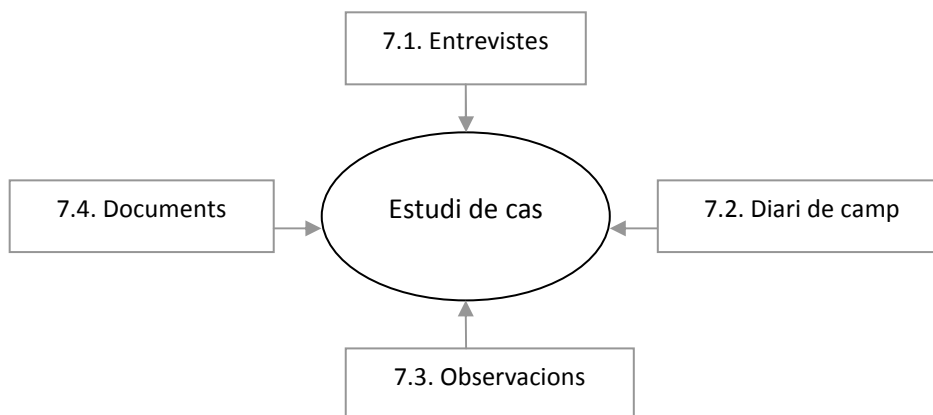 7.1. Entrevistes
7.4. Documents
Estudi de cas
7.2. Diari de camp
7.3. Observacions